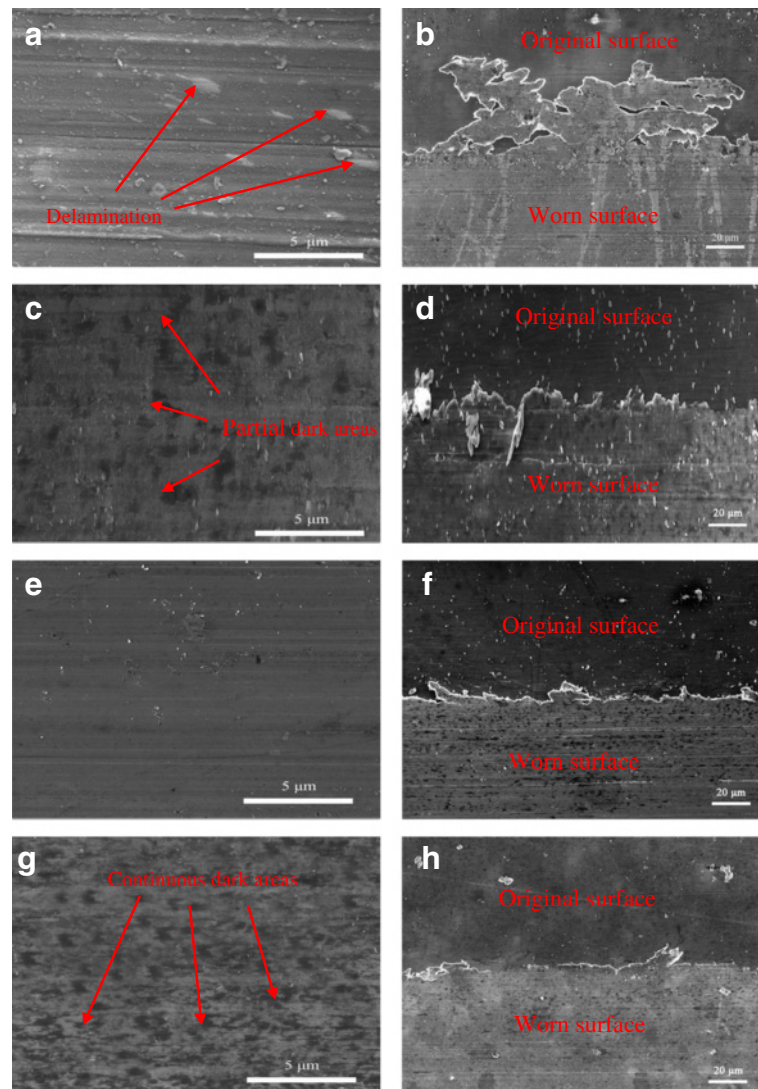 a
Delamination
5 µm
b
Original surface
Worn surface
20 µm
c
Partial dark areas
5 µm
d
Original surface
Worn surface
20 µm
e
5 µm
f
Original surface
Worn surface
20 µm
g
Continuous dark areas
5 µm
h
Original surface
Worn surface
20 µm